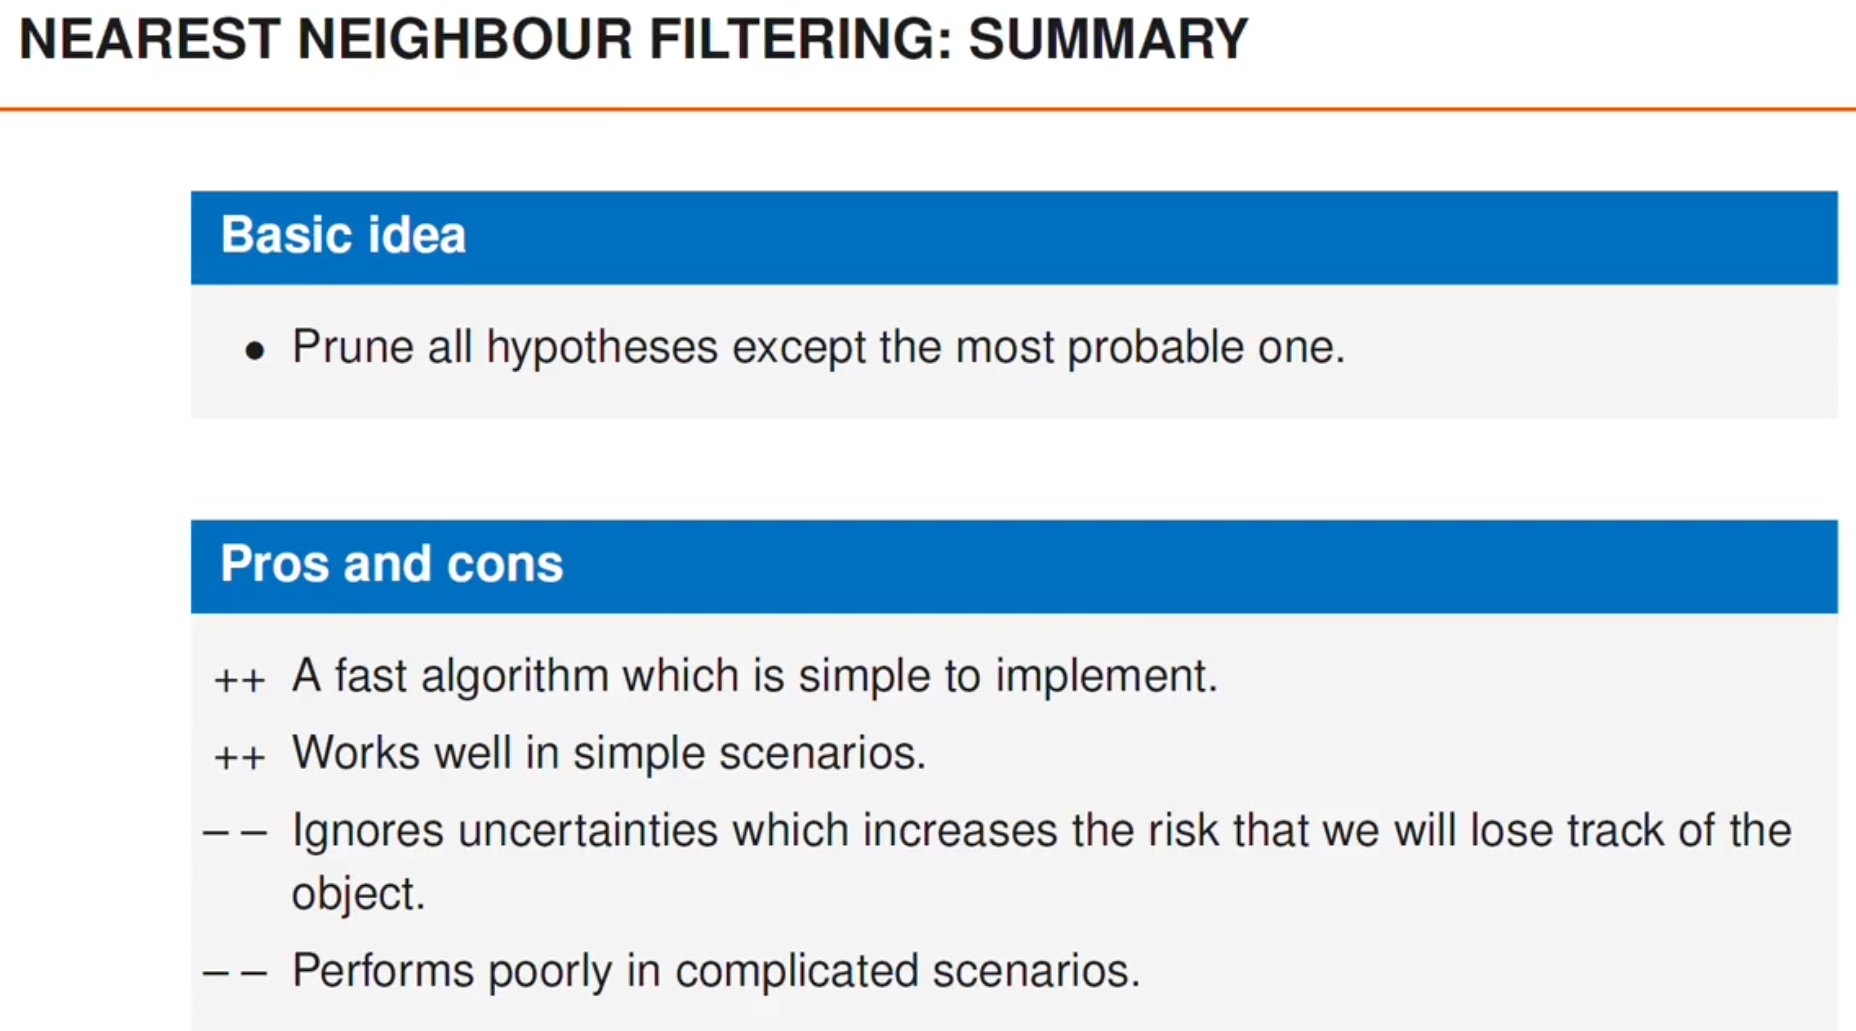 NEAREST NEIGHBOUR FILTERING: SUMMARY
Basic idea
● Prune all hypotheses except the most probable one.
Pros and cons
++ A fast algorithm which is simple to implement.
++ Works well in simple scenarios.
−− Ignores uncertainties which increases the risk that we will lose track of the
object.
−− Performs poorly in complicated scenarios.